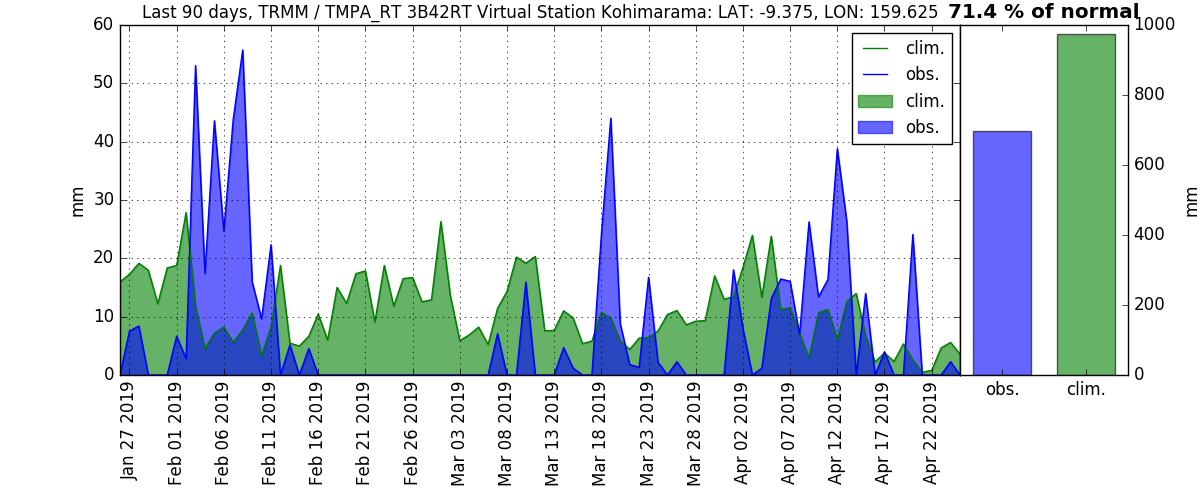 Last 90 days, TRMM / TMPA_RT 3B42RT Virtual Station Kohimarama: LAT: -9.375, LON: 159.625
71.4 % of normal
60
50
40
30
20
10
0
mm
clim.
obs.
clim.
obs.
1000
800
600
400
200
0
mm
Jan 27 2019
Feb 01 2019
Feb 06 2019
Feb 11 2019
Feb 16 2019
Feb 21 2019
Feb 26 2019
Mar 03 2019
Mar 08 2019
Mar 13 2019
Mar 18 2019
Mar 23 2019
Mar 28 2019
Apr 02 2019
Apr 07 2019
Apr 12 2019
Apr 17 2019
Apr 22 2019
obs.
clim.